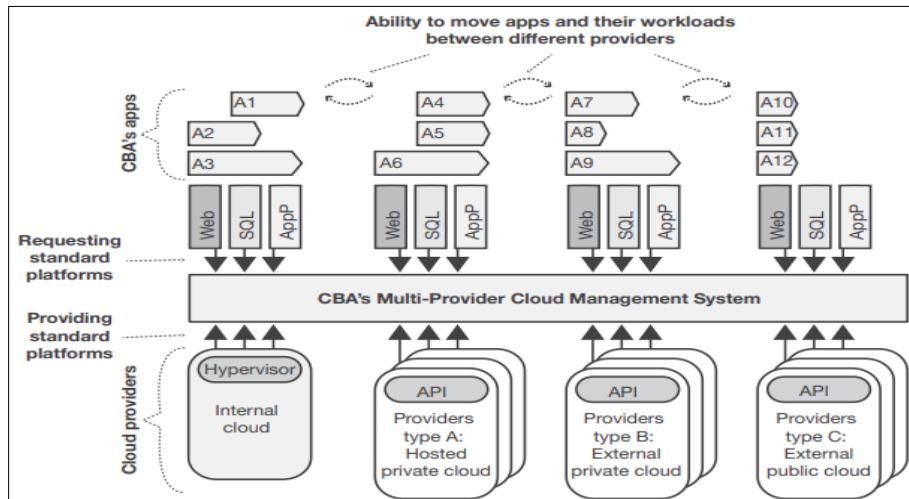 Ability to move apps and their workloads
between different providers
CBA's apps
A1
A4
A7
A10
A2
A5
A8
A11
A3
A6
A9
A12
Web
SQL
AppP
Web
SQL
AppP
Web
SQL
AppP
Web
SQL
AppP
Requesting
standard
platforms
CBA's Multi-Provider Cloud Management System
Providing
standard
platforms
Cloud providers
Hypervisor
Internal
cloud
API
Providers
type A:
Hosted
private cloud
API
Providers
type B:
External
private cloud
API
Providers
type C:
External
public cloud